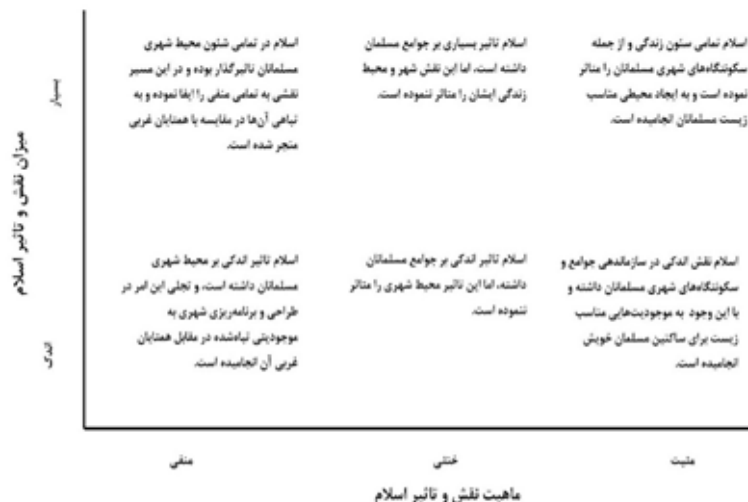 اسلام تمامی ستون زندگی و از جمله
سکونتگاه‌های شهری مسلمانان را متاثر
نموده است و به ایجاد محیطی مناسب
زیست مسلمانان انجامیده است.
اسلام تاثیر بسیاری بر جوامع مسلمان
داشته است، اما این نقش شهر و محیط
زندگی ایشان را متاثر ننموده است.
اسلام در تمامی شئون محیط شهری
مسلمانان تاثیرگذار بوده و در این مسیر
نقشی به تمامی منفی را ایفا نموده و به
تباهی آن‌ها در مقایسه با همتایان غربی
منجر شده است.
بسیار
میزان نقش و تاثیر اسلام
اسلام نقش اندکی در سازماندهی جوامع و
سکونتگاه‌های شهری مسلمانان داشته و
با این وجود به موجودیت‌هایی مناسب
زیست برای ساکنین مسلمان خویش
انجامیده است.
اسلام تاثیر اندکی بر جوامع مسلمانان
داشته، اما این تاثیر محیط شهری را متاثر
ننموده است.
اسلام تاثیر اندکی بر محیط شهری
مسلمانان داشته است، و تجلی این امر در
طراحی و برنامه‌ریزی شهری به
موجودیتی تباه‌شده در مقابل همتایان
غربی آن انجامیده است.
اندک
مثبت
خنثی
منفی
ماهیت نقش و تاثیر اسلام